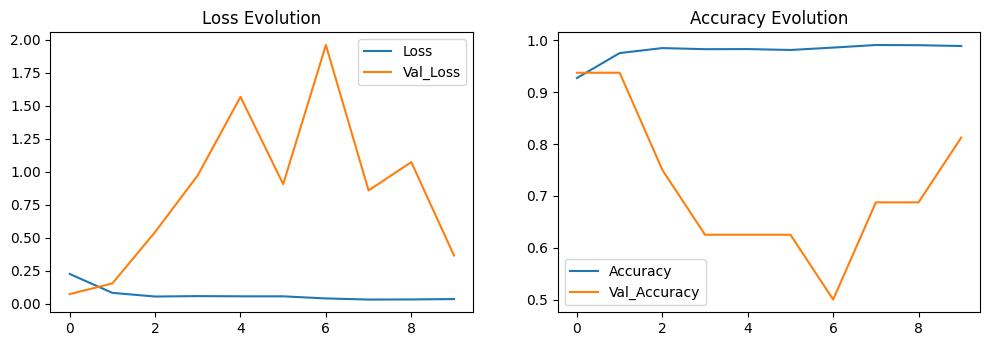 Loss Evolution
2.00
1.75
1.50
1.25
1.00
0.75
0.50
0.25
0.00
0 2 4 6 8
Loss
Val_Loss
Accuracy Evolution
1.0
0.9
0.8
0.7
0.6
0.5
0 2 4 6 8
Accuracy
Val_Accuracy